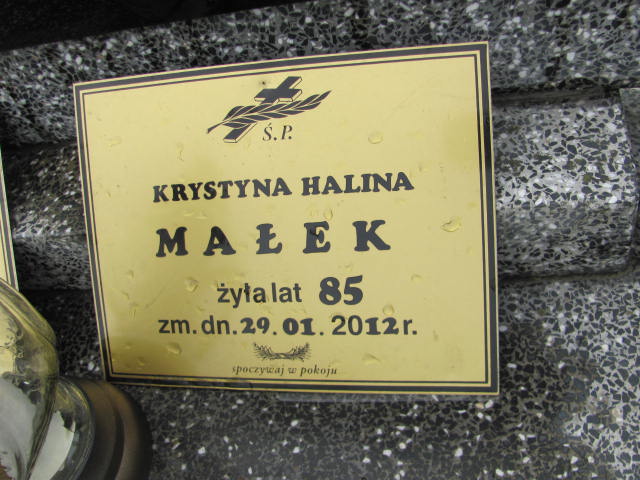 Ś.P.
KRYSTYNA HALINA
MAŁEK
żyła lat 85
zm. dn. 29.01.2012 r.
spoczywaj w pokoju